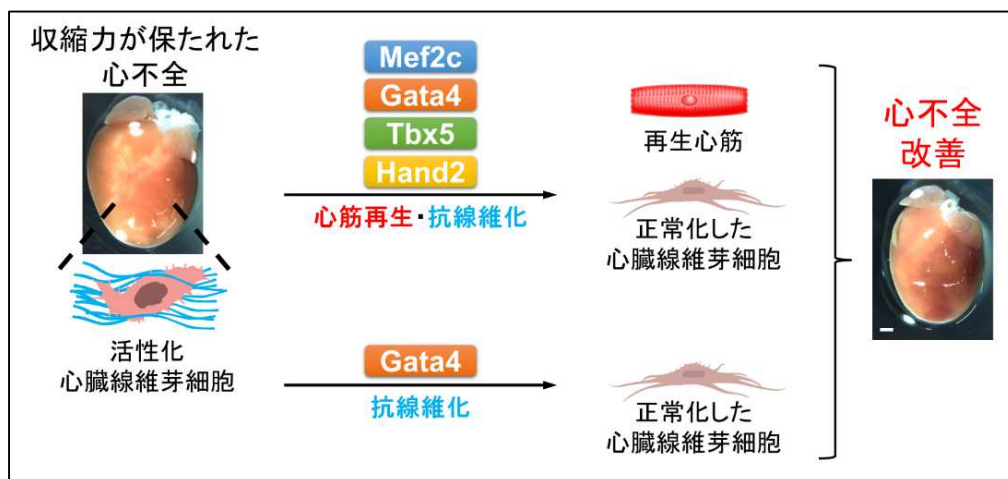 収縮力が保たれた
心不全
活性化
心臓線維芽細胞
Mef2c
Gata4
Tbx5
Hand2
心筋再生・抗線維化
再生心筋
正常化した
心臓線維芽細胞
Gata4
抗線維化
正常化した
心臓線維芽細胞
心不全
改善